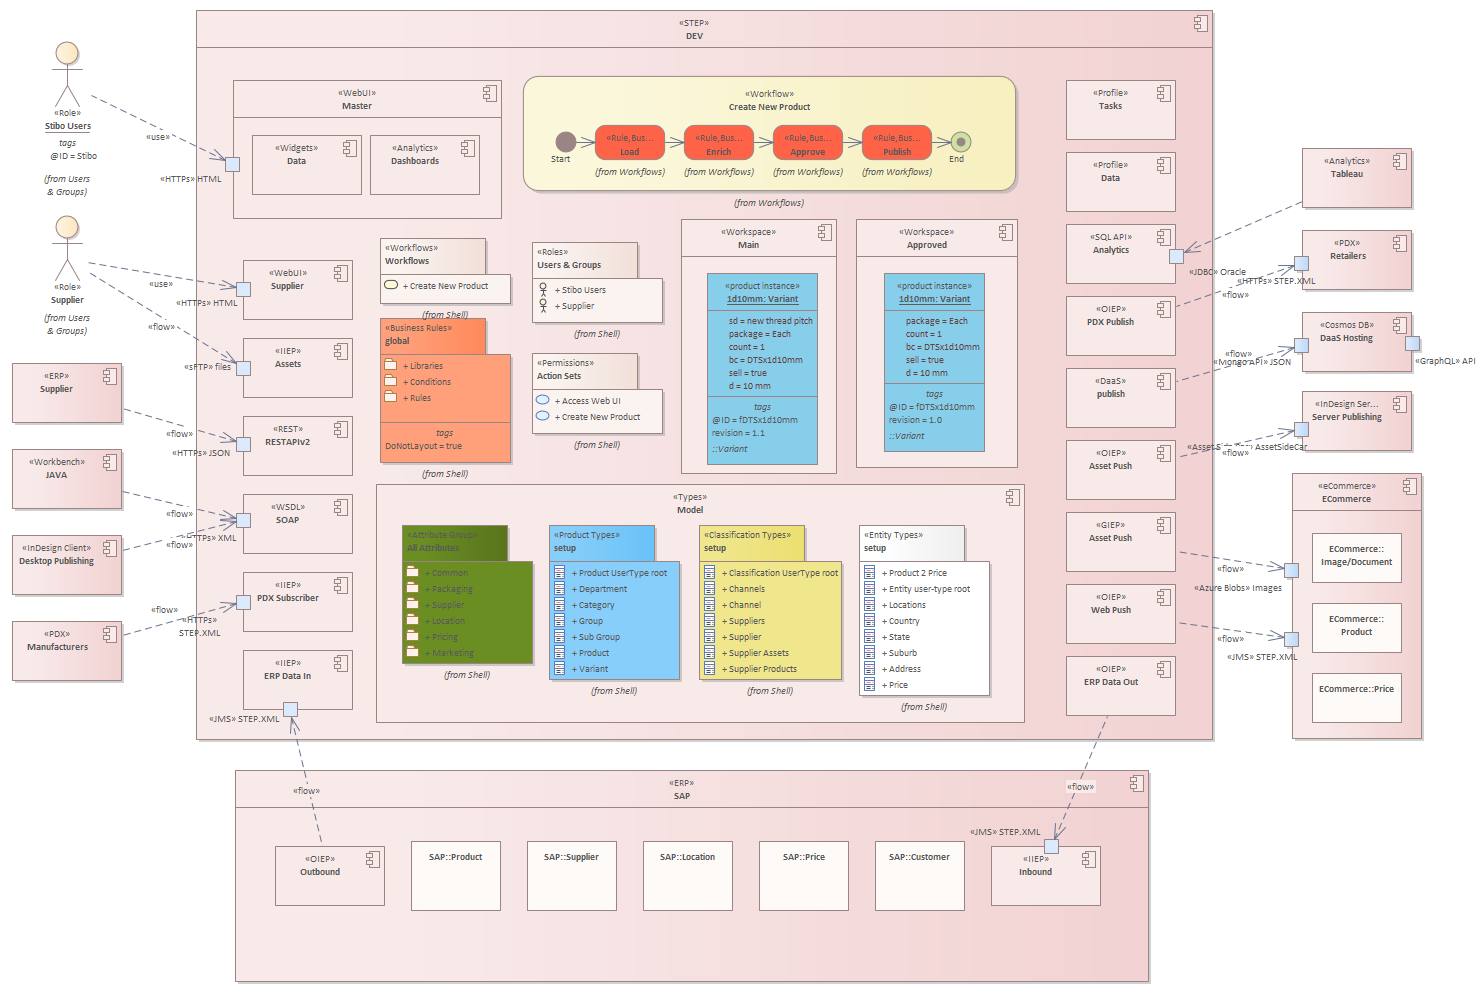 «STEP»
DEV
«Role»
Stibo Users
tags
@ID = Stibo
(from Users
& Groups)
«use»
«HTTPs» HTML
«WebUI»
Master
«Widgets»
Data
«Analytics»
Dashboards
«Workflow»
Create New Product
Start
«Rule,Bus...
Load
(from Workflows)
«Rule,Bus...
Enrich
(from Workflows)
«Rule,Bus...
Approve
(from Workflows)
«Rule,Bus...
Publish
(from Workflows)
End
(from Workflows)
«Profile»
Tasks
«Profile»
Data
«SQL API»
Analytics
«JDBC» Oracle
«Analytics»
Tableau
«Role»
Supplier
(from Users
& Groups)
«use»
«HTTPs» HTML
«flow»
«sFTP» files
«WebUI»
Supplier
«IIEP»
Assets
«Workflows»
Workflows
+ Create New Product
(from Shell)
«Business Rules»
global
+ Libraries
+ Conditions
+ Rules
tags
DoNotLayout = true
(from Shell)
«Roles»
Users & Groups
+ Stibo Users
+ Supplier
(from Shell)
«Permissions»
Action Sets
+ Access Web UI
+ Create New Product
(from Shell)
«Workspace»
Main
«product instance»
1d10mm: Variant
sd = new thread pitch
package = Each
count = 1
bc = DTSx1d10mm
sell = true
d = 10 mm
tags
@ID = fDTSx1d10mm
revision = 1.1
::Variant
«Workspace»
Approved
«product instance»
1d10mm: Variant
package = Each
count = 1
bc = DTSx1d10mm
sell = true
d = 10 mm
tags
@ID = fDTSx1d10mm
revision = 1.0
::Variant
«OIEP»
PDX Publish
«HTTPs» STEP.XML
«flow»
«PDX»
Retailers
«DaaS»
publish
«flow»
«Mongo API» JSON
«Cosmos DB»
DaaS Hosting
«GraphQL» API
«OIEP»
Asset Push
AssetSideCar
«flow»
«InDesign Ser...
Server Publishing
«ERP»
Supplier
«flow»
«HTTPs» JSON
«REST»
RESTAPIv2
«Workbench»
JAVA
«flow»
«InDesign Client»
Desktop Publishing
«flow»
XML
«WSDL»
SOAP
«PDX»
Manufacturers
«flow»
«HTTPs»
STEP.XML
«IIEP»
PDX Subscriber
«IIEP»
ERP Data In
«JMS» STEP.XML
«Types»
Model
«Attribute Group»
All Attributes
+ Common
+ Packaging
+ Supplier
+ Location
+ Pricing
+ Marketing
(from Shell)
«Product Types»
setup
+ Product UserType root
+ Department
+ Category
+ Group
+ Sub Group
+ Product
+ Variant
(from Shell)
«Classification Types»
setup
+ Classification UserType root
+ Channels
+ Channel
+ Suppliers
+ Supplier
+ Supplier Assets
+ Supplier Products
(from Shell)
«Entity Types»
setup
+ Product 2 Price
+ Entity user-type root
+ Locations
+ Country
+ State
+ Suburb
+ Address
+ Price
(from Shell)
«GIEP»
Asset Push
«flow»
«Azure Blobs» Images
«OIEP»
Web Push
«flow»
«JMS» STEP.XML
«OIEP»
ERP Data Out
«eCommerce»
ECommerce
ECommerce::
Image/Document
ECommerce::
Product
ECommerce::Price
«flow»
«flow»
«ERP»
SAP
«JMS» STEP.XML
«OIEP»
Outbound
SAP::Product
SAP::Supplier
SAP::Location
SAP::Price
SAP::Customer
«IIEP»
Inbound